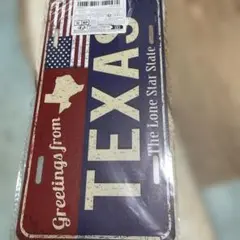 Greetings from
TEXAS
The Lone Star State